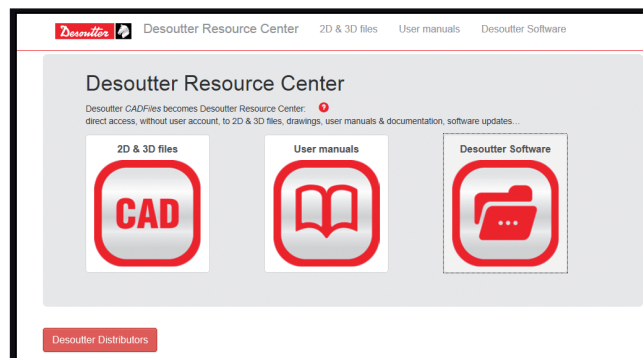 Desoutter Desoutter Resource Center 2D & 3D files User manuals Desoutter Software
Desoutter Resource Center
Desoutter CADFiles becomes Desoutter Resource Center: ?
direct access, without user account, to 2D & 3D files, drawings, user manuals & documentation, software updates...
2D & 3D files User manuals Desoutter Software
CAD
Desoutter Distributors